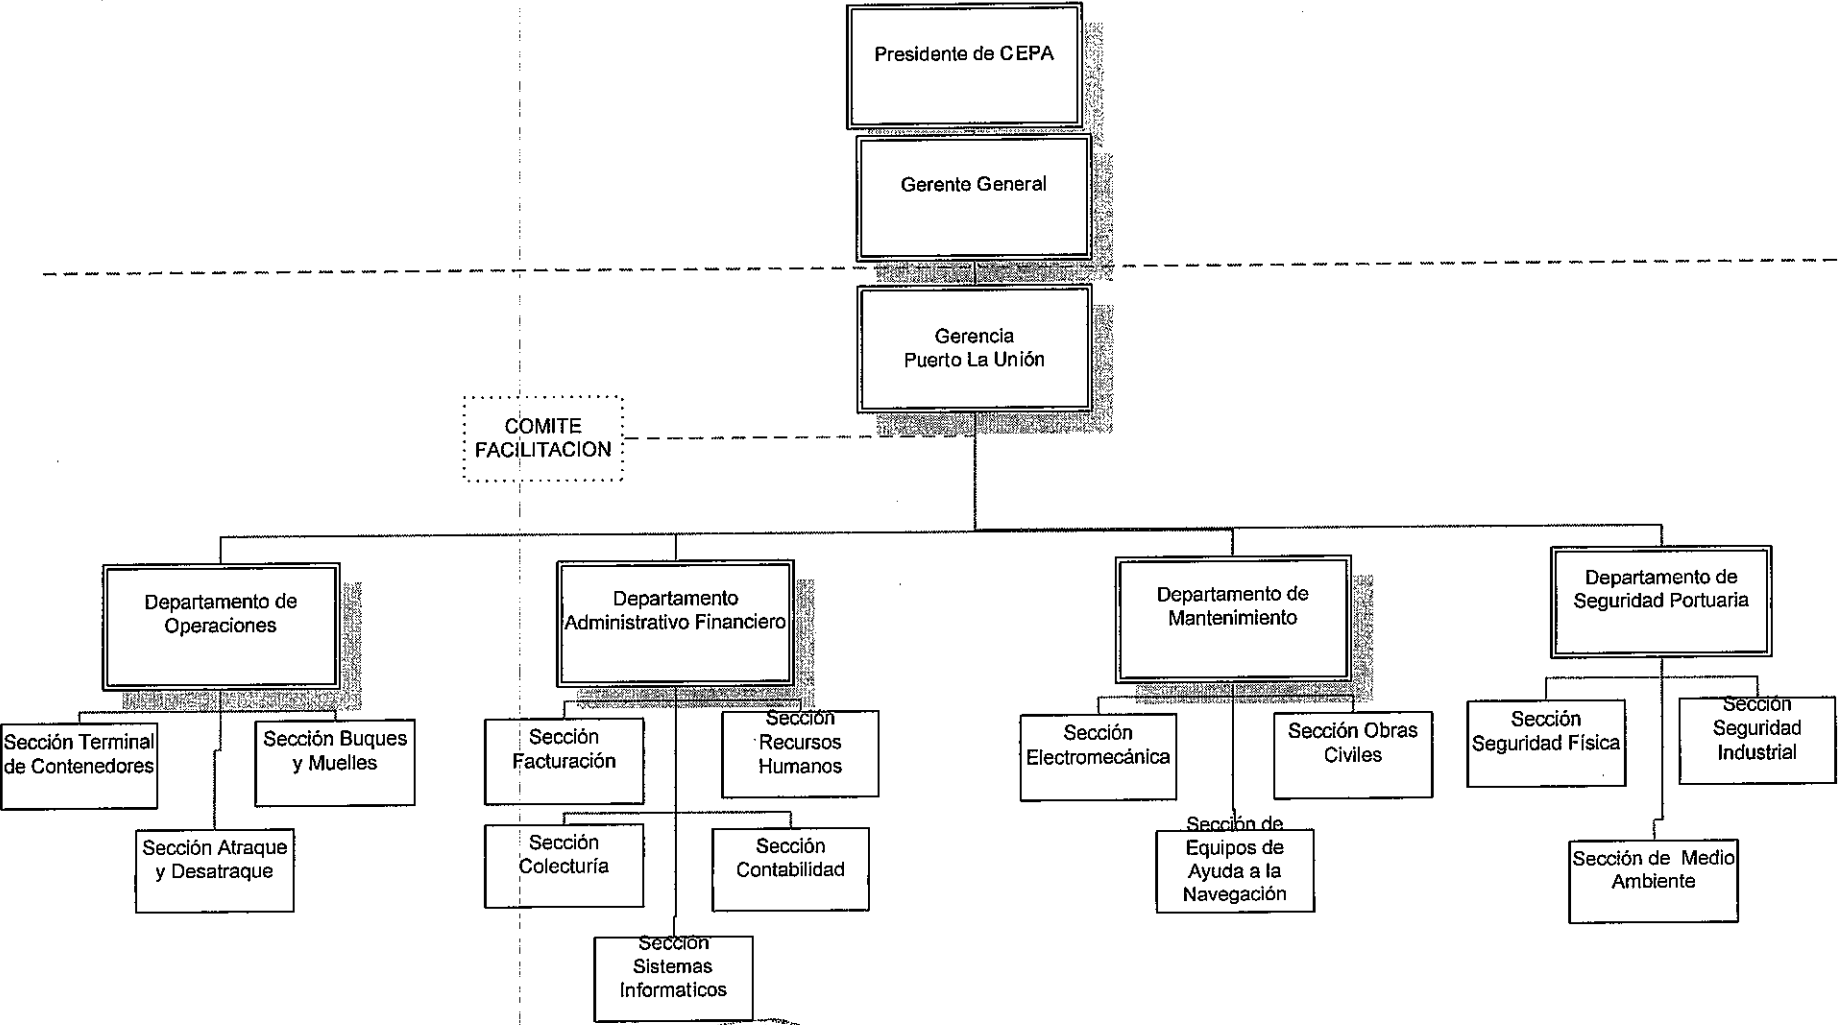 Presidente de CEPA
Gerente General
Gerencia
Puerto La Unión
COMITE
FACILITACION
Departamento de
Operaciones
Departamento
Administrativo Financiero
Departamento de
Mantenimiento
Departamento de
Seguridad Portuaria
Sección Terminal
de Contenedores
Sección Buques
y Muelles
Sección Atraque
y Desatraque
Sección
Facturación
Sección
Recursos
Humanos
Sección
Colecturía
Sección
Contabilidad
Sección
Sistemas
Informaticos
Sección
Electromecánica
Sección Obras
Civiles
Sección de
Equipos de
Ayuda a la
Navegación
Sección
Seguridad Física
Sección
Seguridad
Industrial
Sección de Medio
Ambiente